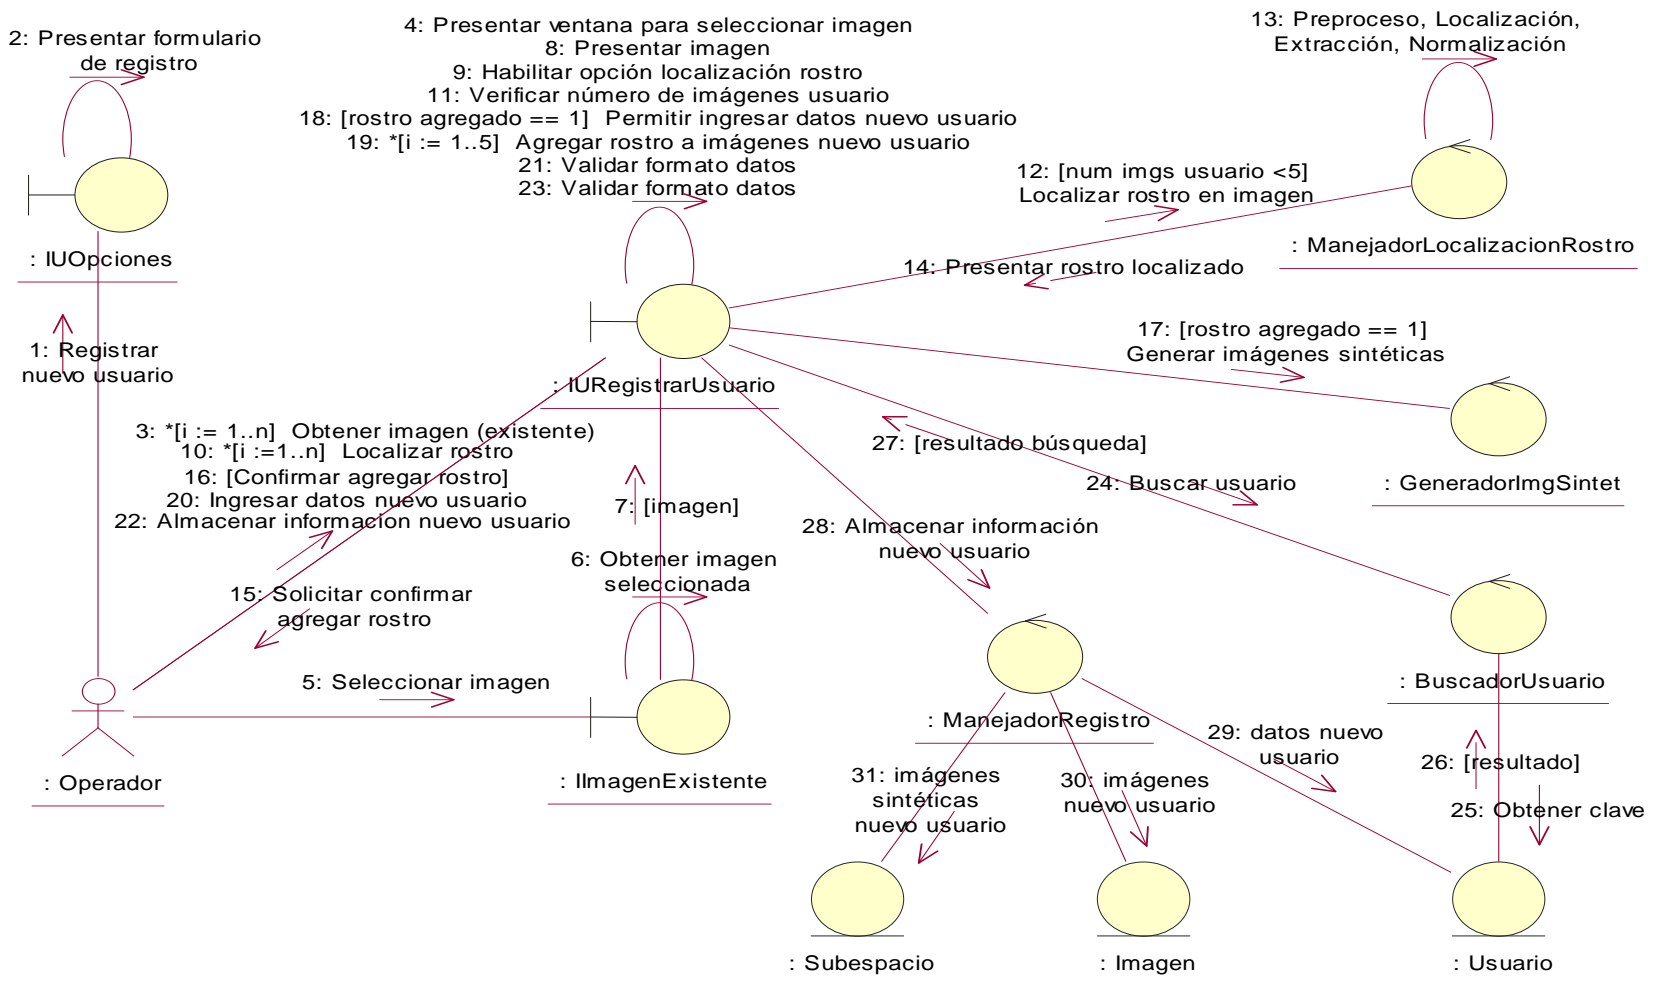 4: Presentar ventana para seleccionar imagen
8: Presentar imagen
9: Habilitar opción localización rostro
11: Verificar número de imágenes usuario
18: [rostro agregado == 1]  Permitir ingresar datos nuevo usuario
19: *[i := 1..5]  Agregar rostro a imágenes nuevo usuario
21: Validar formato datos
23: Validar formato datos
2: Presentar formulario
de registro
13: Preproceso, Localización,
Extracción, Normalización
12: [num imgs usuario <5]
Localizar rostro en imagen
: IUOpciones
: ManejadorLocalizacionRostro
14: Presentar rostro localizado
1: Registrar
nuevo usuario
17: [rostro agregado == 1]
Generar imágenes sintéticas
: IURegistrarUsuario
3: *[i := 1..n]  Obtener imagen (existente)
10: *[i :=1..n]  Localizar rostro
16: [Confirmar agregar rostro]
20: Ingresar datos nuevo usuario
22: Almacenar información nuevo usuario
27: [resultado búsqueda]
24: Buscar usuario
: GeneradorImgSintet
7: [imagen]
28: Almacenar información
nuevo usuario
6: Obtener imagen
seleccionada
15: Solicitar confirmar
agregar rostro
5: Seleccionar imagen
: BuscadorUsuario
: ManejadorRegistro
29: datos nuevo
usuario
26: [resultado]
25: Obtener clave
: Operador
: IImagenExistente
31: imágenes
sintéticas
nuevo usuario
30: imágenes
nuevo usuario
: Subespacio
: Imagen
: Usuario